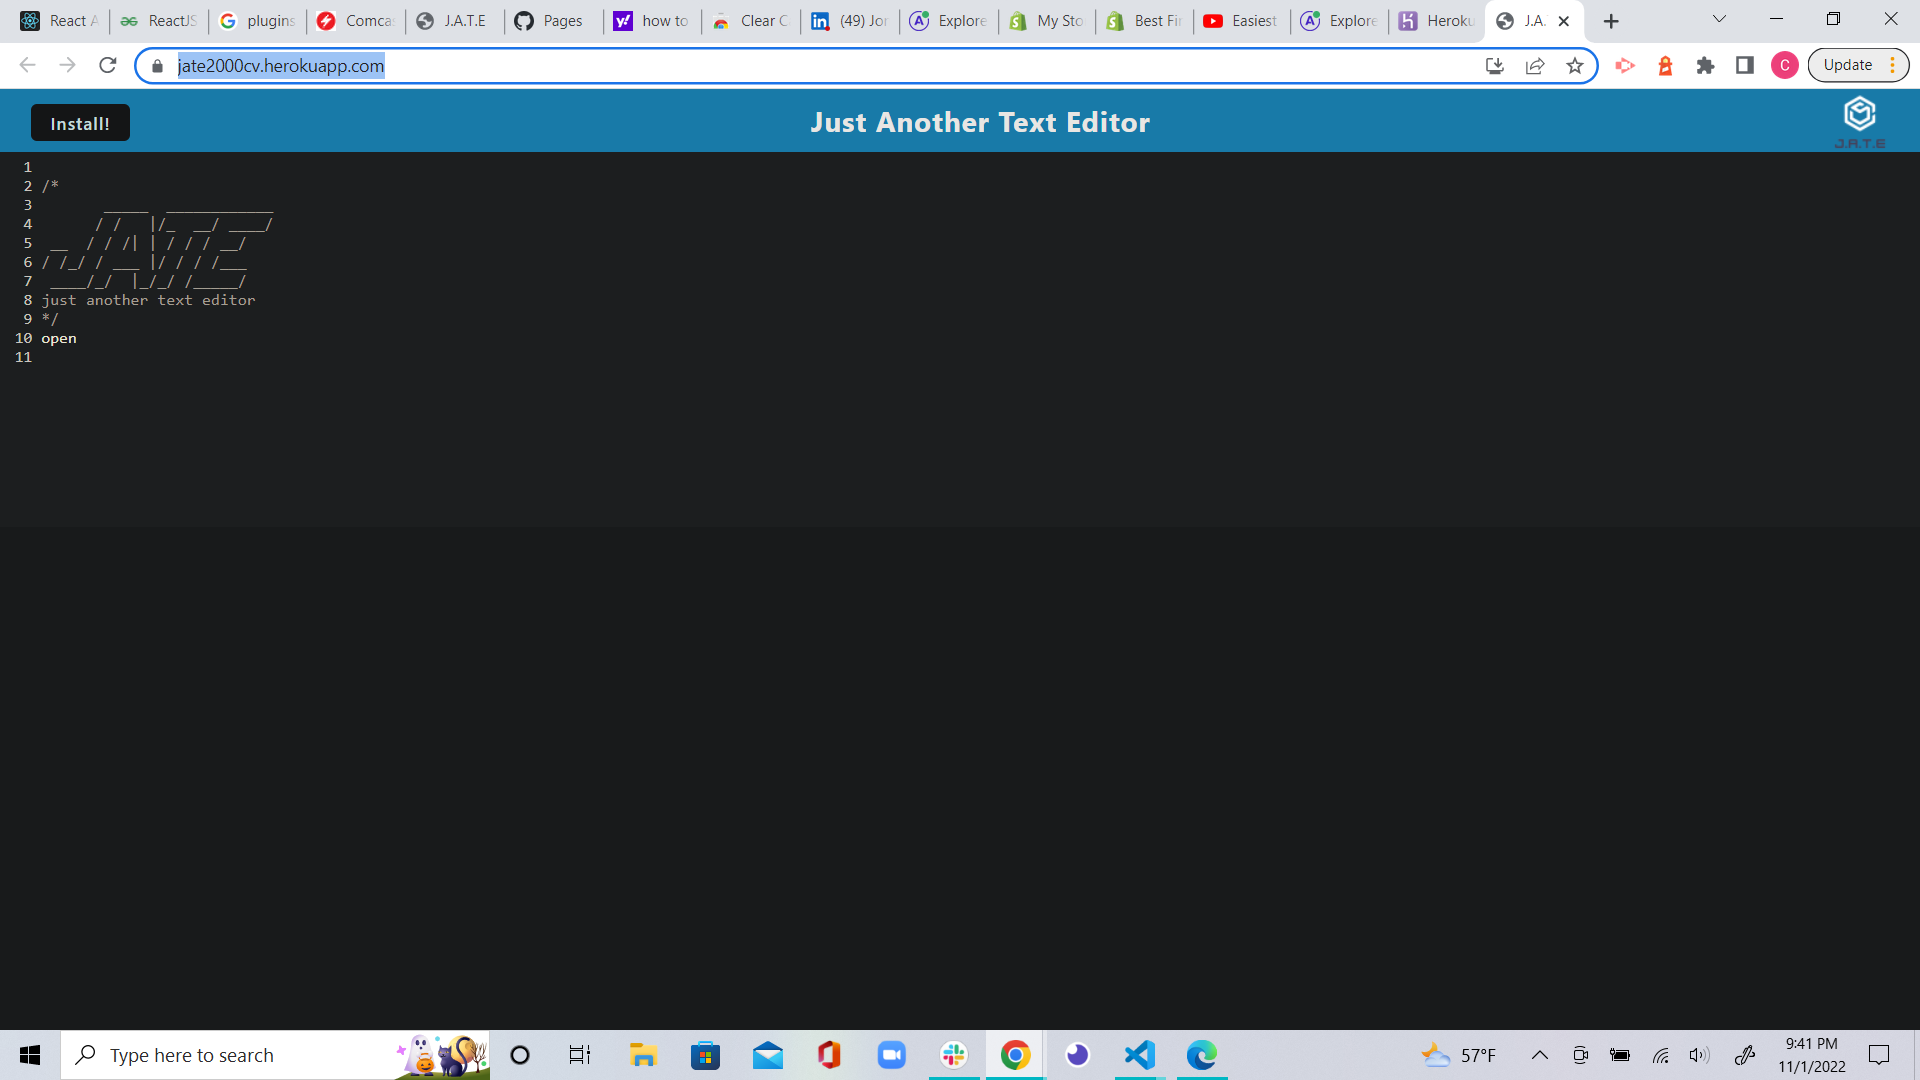 React A
ReactJS
plugins
Comcas
J.A.T.E
Pages
how to
Clear C
(49) Jor
Explore
My Sto
Best Fir
Easiest
Explore
Heroku
J.A.
jate2000cv.herokuapp.com
C
Update
Install!
Just Another Text Editor
J.A.T.E
1
2 /*
3       _____  ____________
4      / /   |/_  __/ ____/
5 __  / / /| | / / / __/
6 / /_/ / ___ |/ / / /___
7 ____/_/  |_/_/ /_____/
8 just another text editor
9 */
10 open
11
Type here to search
57°F
9:41 PM
11/1/2022